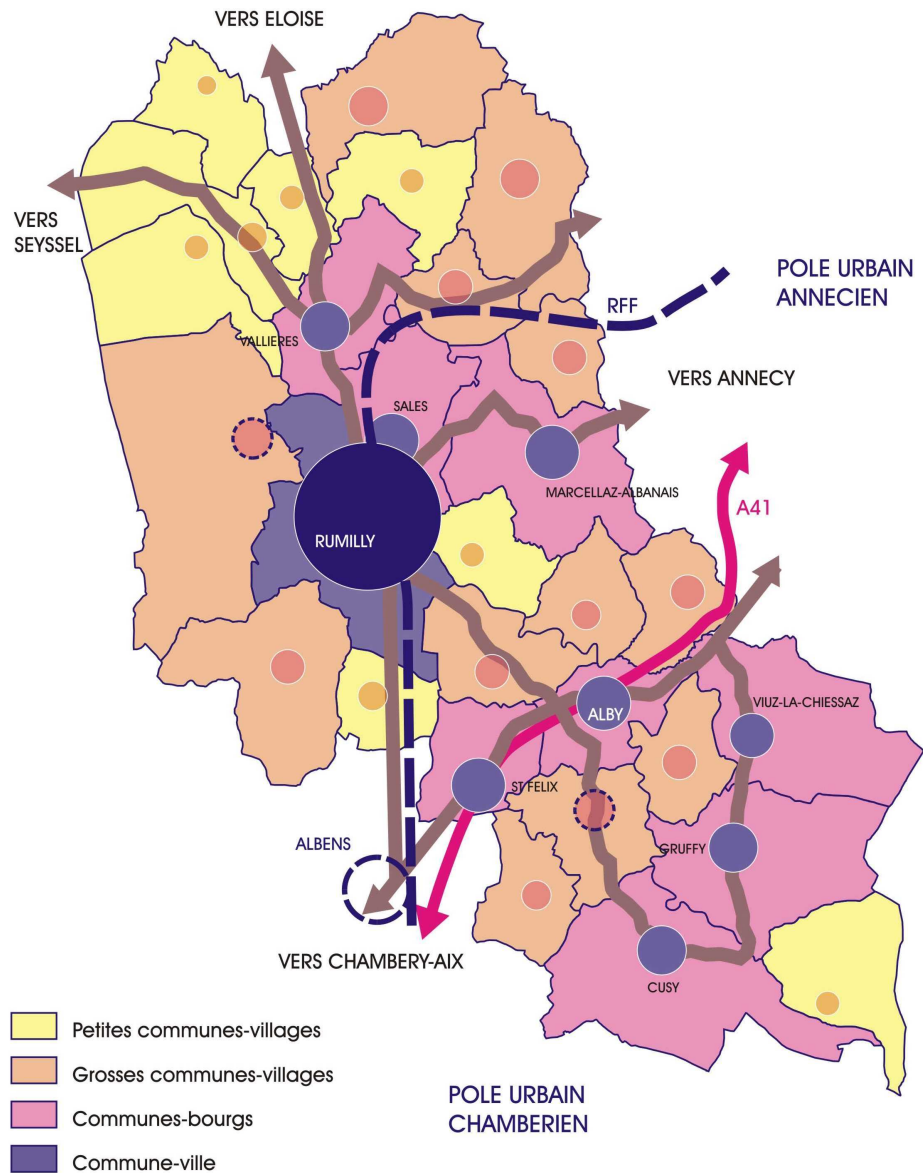 VERS ELOISE
VERS
SEYSSEL
POLE URBAIN
ANNECIEN
RFF
VALLIERES
VERS ANNECY
SALES
MARCELLAZ-ALBANAIS
A41
RUMILLY
VIUZ-LA-CHIESSAZ
ALBY
ST FELIX
ALBENS
GRUFFY
VERS CHAMBERY-AIX
CUSY
Petites communes-villages
Grosses communes-villages
POLE URBAIN
CHAMBERIEN
Communes-bourgs
Commune-ville